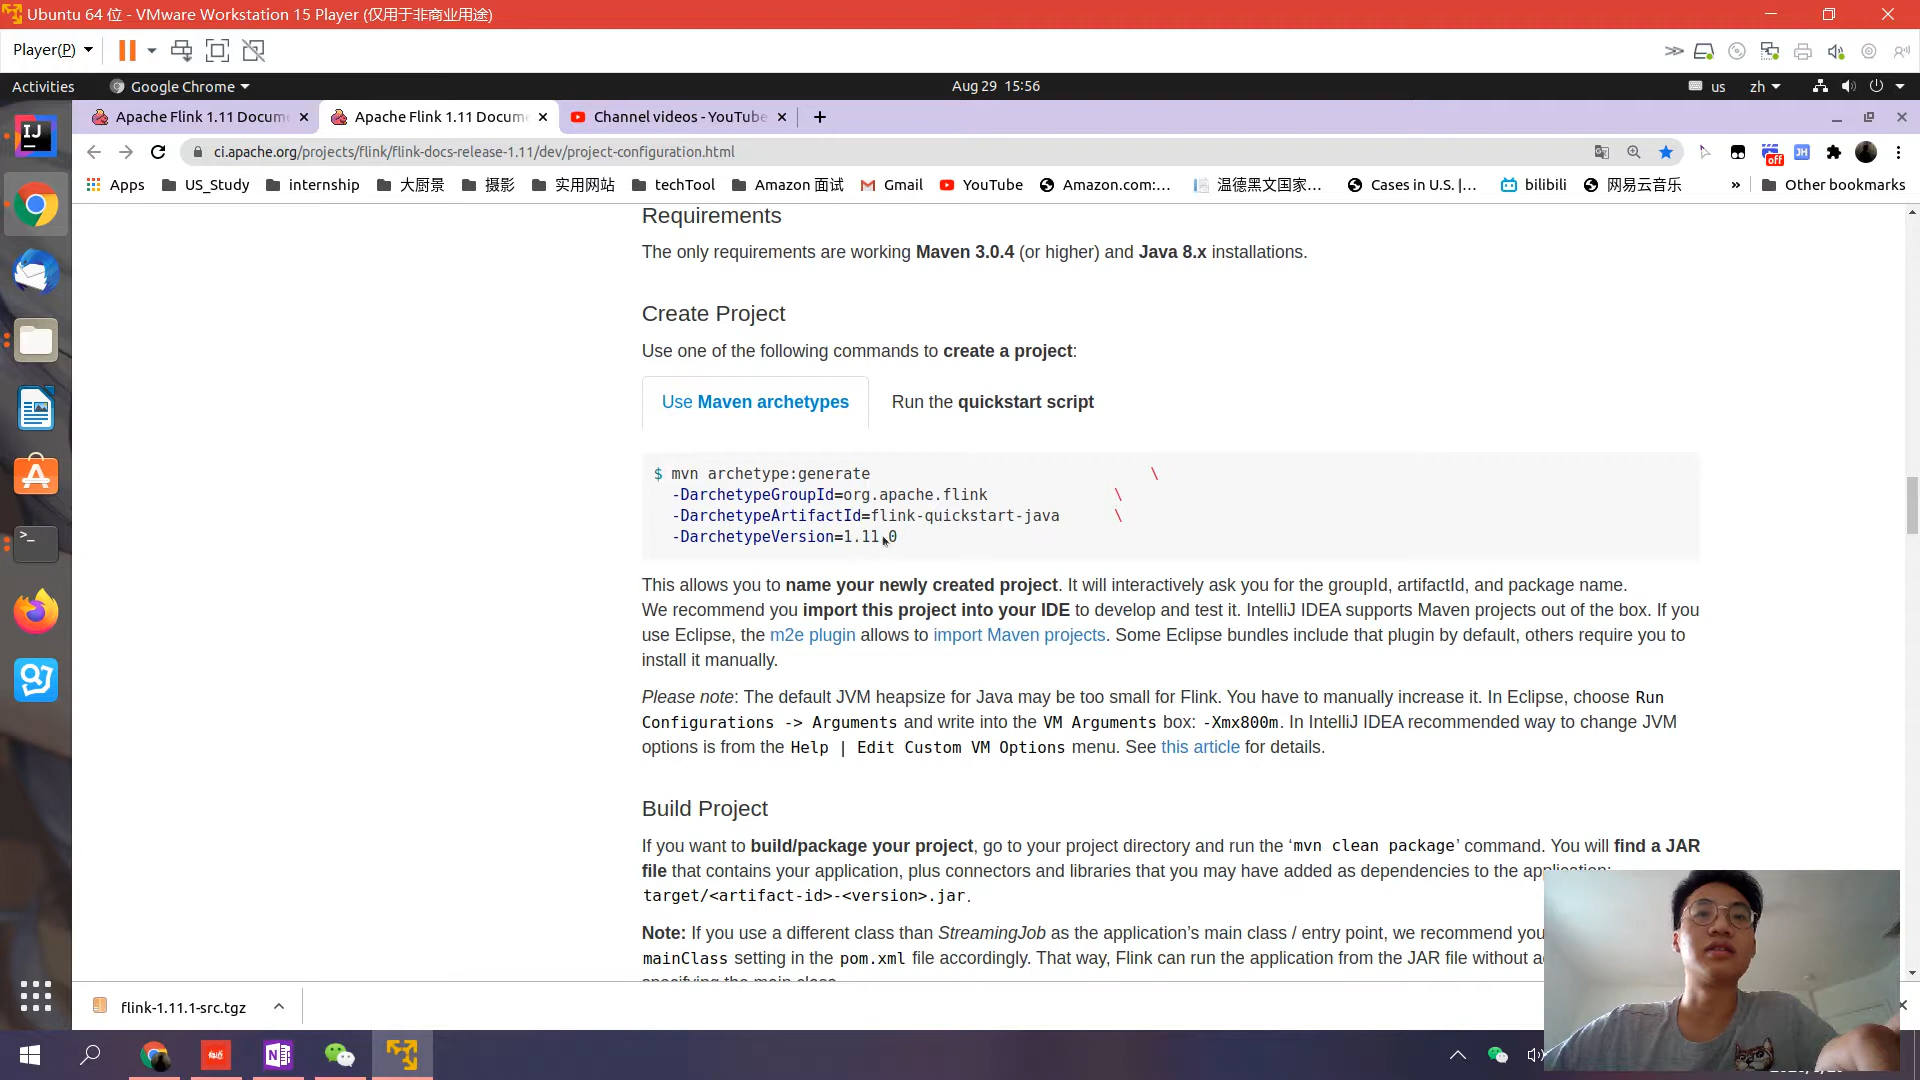 Ubuntu 64 位 - VMware Workstation 15 Player (仅用于非商业用途)
Player(P)
Activities
Google Chrome
Aug 29 15:56
us
zh
Apache Flink 1.11 Docum
Apache Flink 1.11 Docum
Channel videos - YouTube
ci.apache.org/projects/flink/flink-docs-release-1.11/dev/project-configuration.html
Apps
US_Study
internship
大厨景
摄影
实用网站
techTool
Amazon 面试
Gmail
YouTube
Amazon.com:...
温德黑文国家...
Cases in U.S. |...
bilibili
网易云音乐
»
Other bookmarks
Requirements
The only requirements are working Maven 3.0.4 (or higher) and Java 8.x installations.
Create Project
Use one of the following commands to create a project:
Use Maven archetypes
Run the quickstart script
$ mvn archetype:generate \
-DarchetypeGroupId=org.apache.flink \
-DarchetypeArtifactId=flink-quickstart-java \
-DarchetypeVersion=1.11.0
This allows you to name your newly created project. It will interactively ask you for the groupId, artifactId, and package name.
We recommend you import this project into your IDE to develop and test it. IntelliJ IDEA supports Maven projects out of the box. If you
use Eclipse, the m2e plugin allows to import Maven projects. Some Eclipse bundles include that plugin by default, others require you to
install it manually.
Please note: The default JVM heapsize for Java may be too small for Flink. You have to manually increase it. In Eclipse, choose Run
Configurations -> Arguments and write into the VM Arguments box: -Xmx800m. In IntelliJ IDEA recommended way to change JVM
options is from the Help | Edit Custom VM Options menu. See this article for details.
Build Project
If you want to build/package your project, go to your project directory and run the ‘mvn clean package’ command. You will find a JAR
file that contains your application, plus connectors and libraries that you may have added as dependencies to the application:
target/<artifact-id>-<version>.jar.
Note: If you use a different class than StreamingJob as the application’s main class / entry point, we recommend you
mainClass setting in the pom.xml file accordingly. That way, Flink can run the application from the JAR file without
specifying the main class.
flink-1.11.1-src.tgz
IJ
off
JH